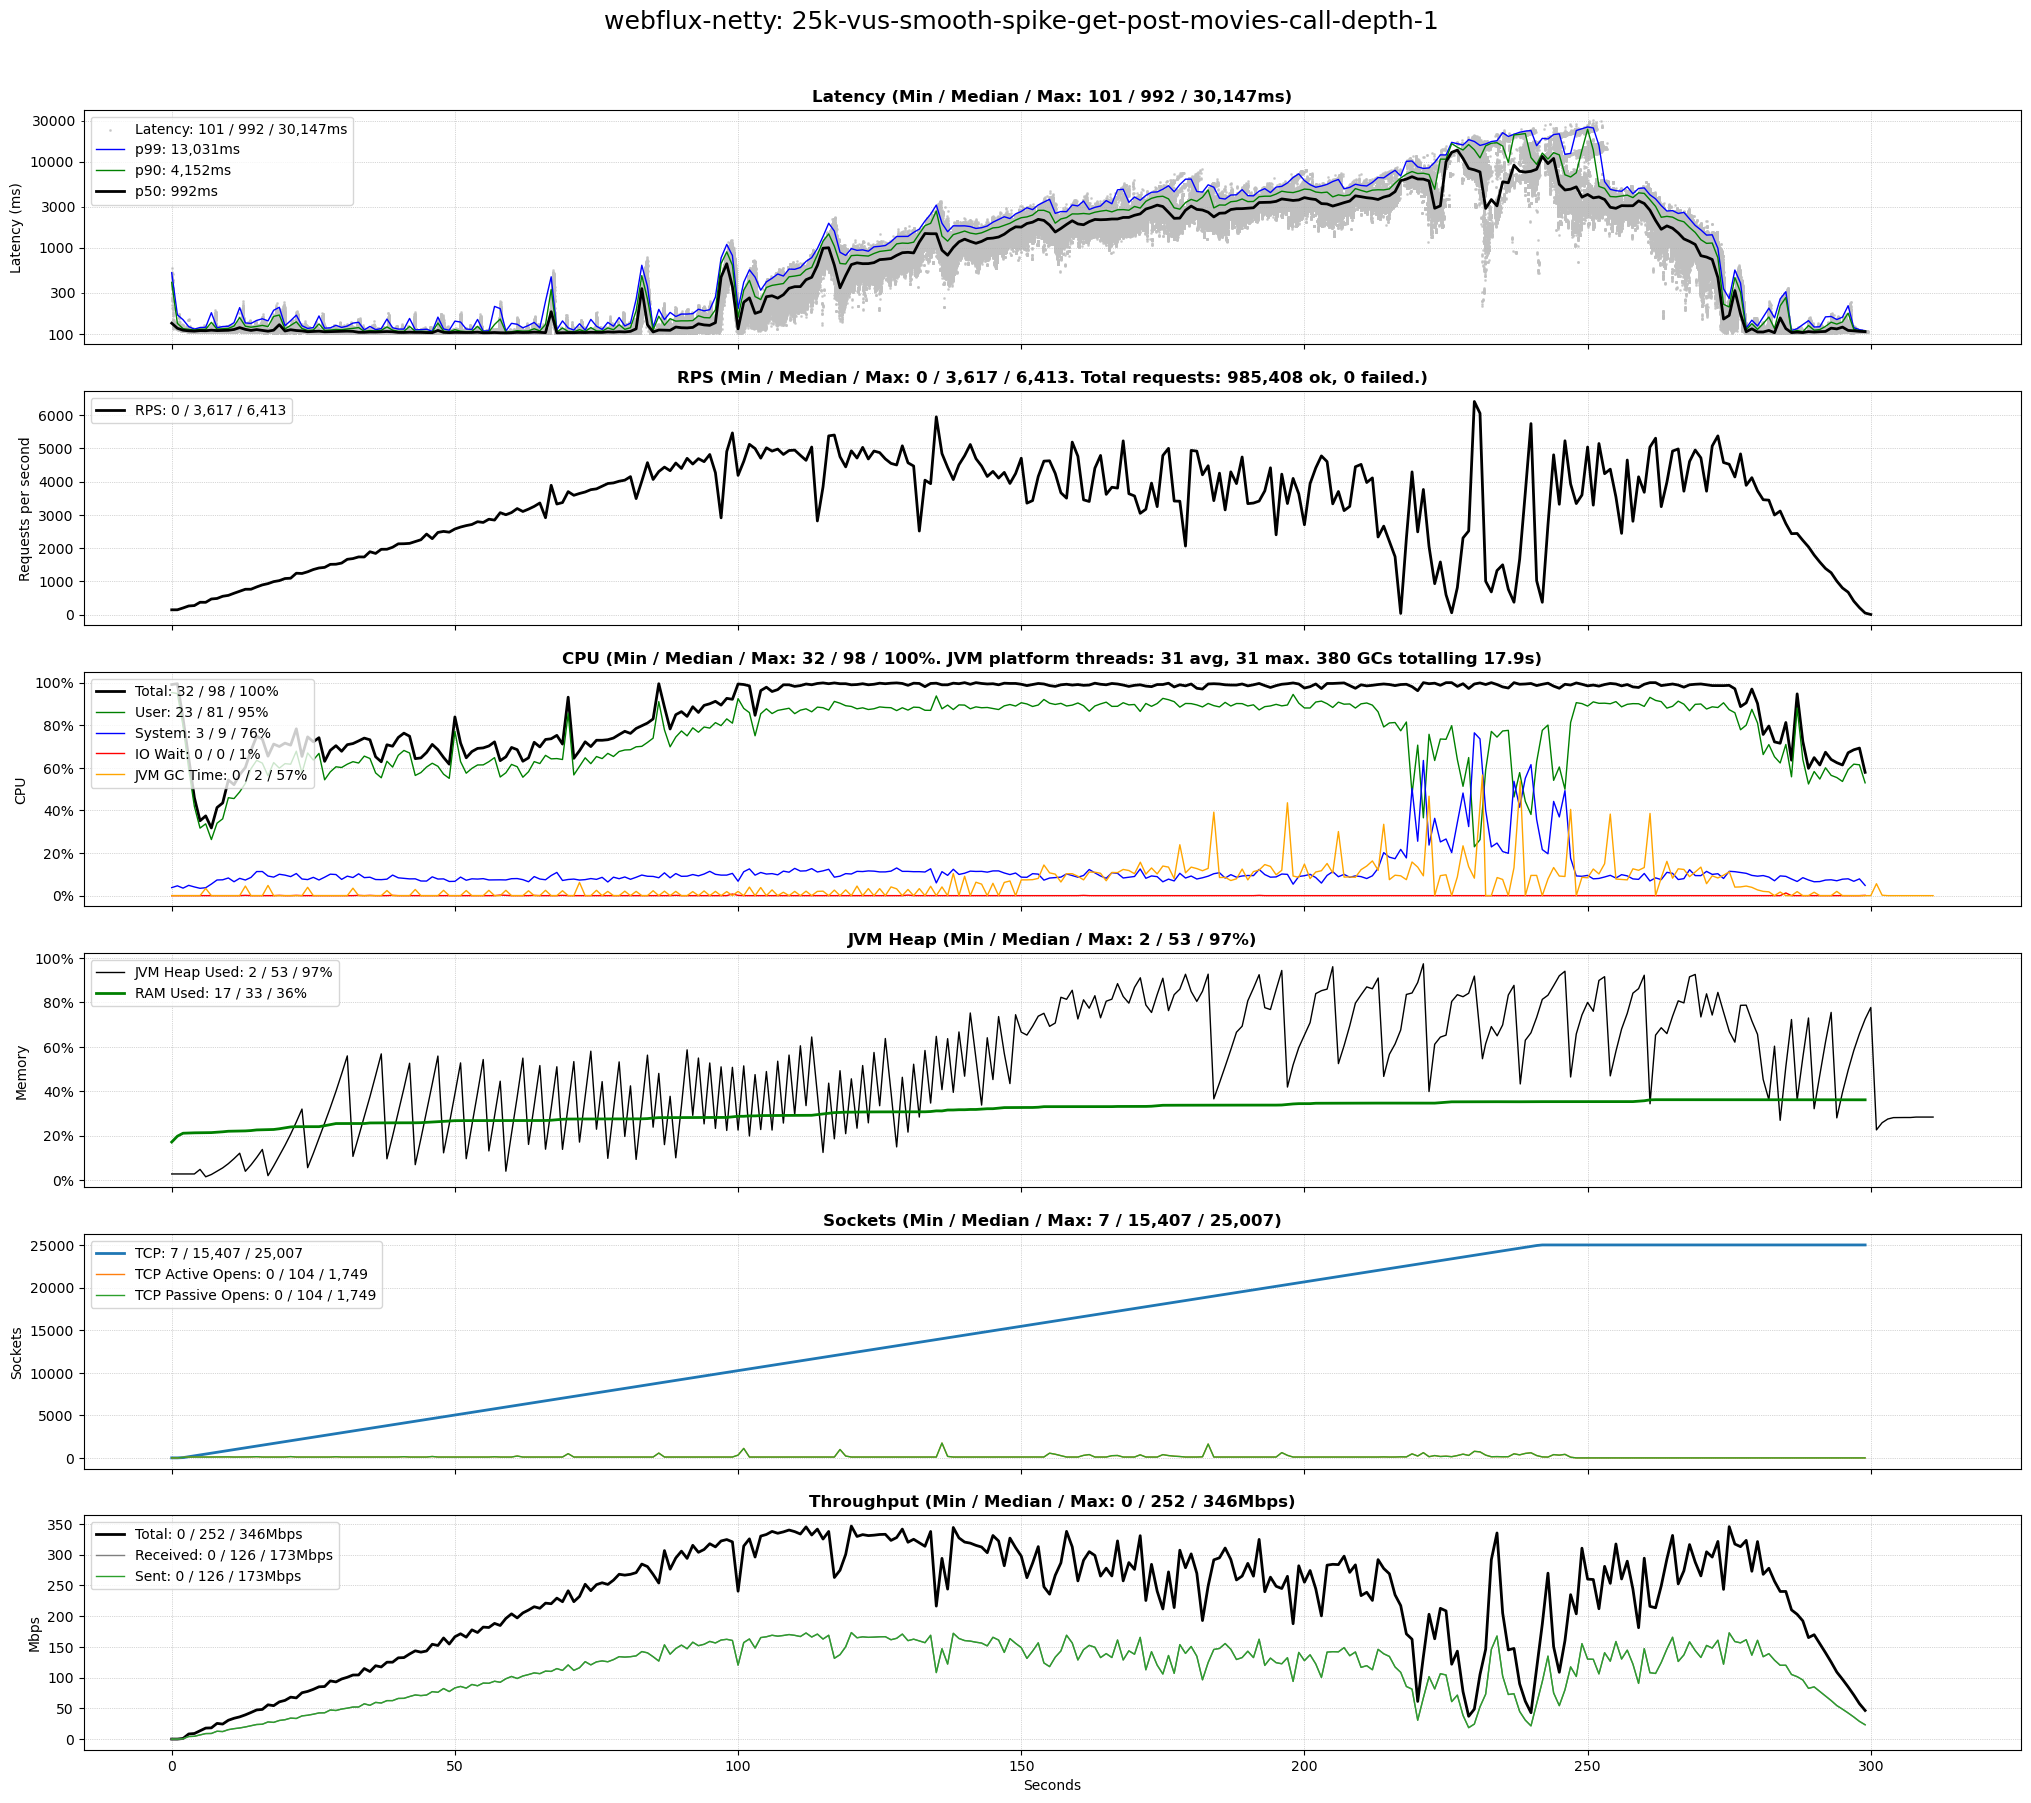 webflux-netty: 25k-vus-smooth-spike-get-post-movies-call-depth-1
Latency (Min / Median / Max: 101 / 992 / 30,147ms)
Latency (ms)
30000
10000
3000
1000
300
100
Latency: 101 / 992 / 30,147ms
p99: 13,031ms
p90: 4,152ms
p50: 992ms
RPS (Min / Median / Max: 0 / 3,617 / 6,413. Total requests: 985,408 ok, 0 failed.)
Requests per second
6000
5000
4000
3000
2000
1000
0
RPS: 0 / 3,617 / 6,413
CPU (Min / Median / Max: 32 / 98 / 100%. JVM platform threads: 31 avg, 31 max. 380 GCs totalling 17.9s)
CPU
100%
80%
60%
40%
20%
0%
Total: 32 / 98 / 100%
User: 23 / 81 / 95%
System: 3 / 9 / 76%
IO Wait: 0 / 0 / 1%
JVM GC Time: 0 / 2 / 57%
JVM Heap (Min / Median / Max: 2 / 53 / 97%)
Memory
100%
80%
60%
40%
20%
0%
JVM Heap Used: 2 / 53 / 97%
RAM Used: 17 / 33 / 36%
Sockets (Min / Median / Max: 7 / 15,407 / 25,007)
Sockets
25000
20000
15000
10000
5000
0
TCP: 7 / 15,407 / 25,007
TCP Active Opens: 0 / 104 / 1,749
TCP Passive Opens: 0 / 104 / 1,749
Throughput (Min / Median / Max: 0 / 252 / 346Mbps)
Mbps
350
300
250
200
150
100
50
0
Total: 0 / 252 / 346Mbps
Received: 0 / 126 / 173Mbps
Sent: 0 / 126 / 173Mbps
0 50 100 150 200 250 300
Seconds